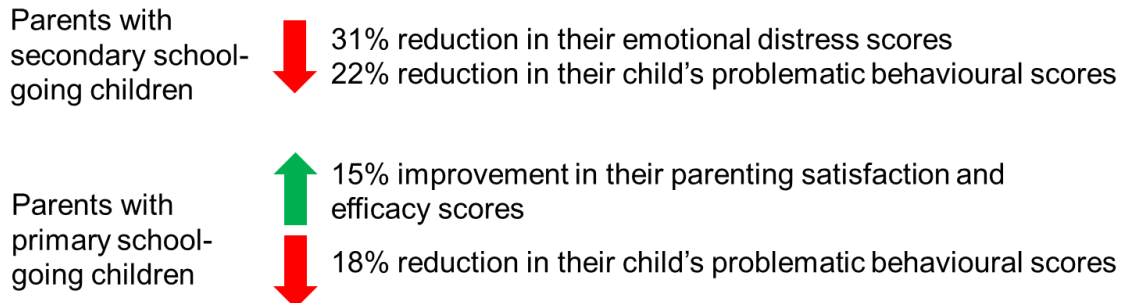 Parents with
secondary school-
going children
31% reduction in their emotional distress scores
22% reduction in their child’s problematic behavioural scores
Parents with
primary school-
going children
15% improvement in their parenting satisfaction and
efficacy scores
18% reduction in their child’s problematic behavioural scores